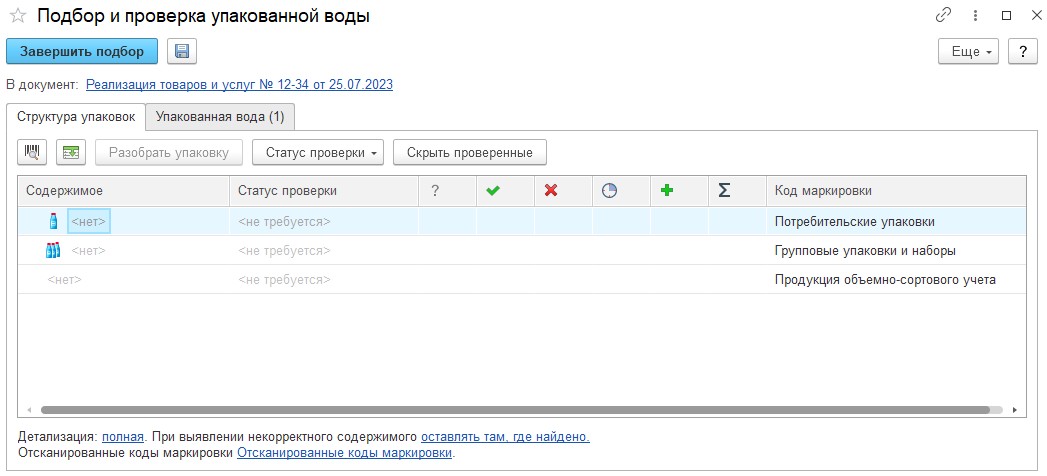 Подбор и проверка упакованной воды
Завершить подбор Еще ?
В документ: Реализация товаров и услуг № 12-34 от 25.07.2023
Структура упаковок Упакованная вода (1)
Разобрать упаковку Статус проверки Скрыть проверенные
Содержимое Статус проверки ? Σ Код маркировки
<нет> <не требуется> Потребительские упаковки
<нет> <не требуется> Групповые упаковки и наборы
<нет> <не требуется> Продукция объемно-сортового учета
Детализация: полная. При выявлении некорректного содержимого оставлять там, где найдено.
Отсканированные коды маркировки Отсканированные коды маркировки.